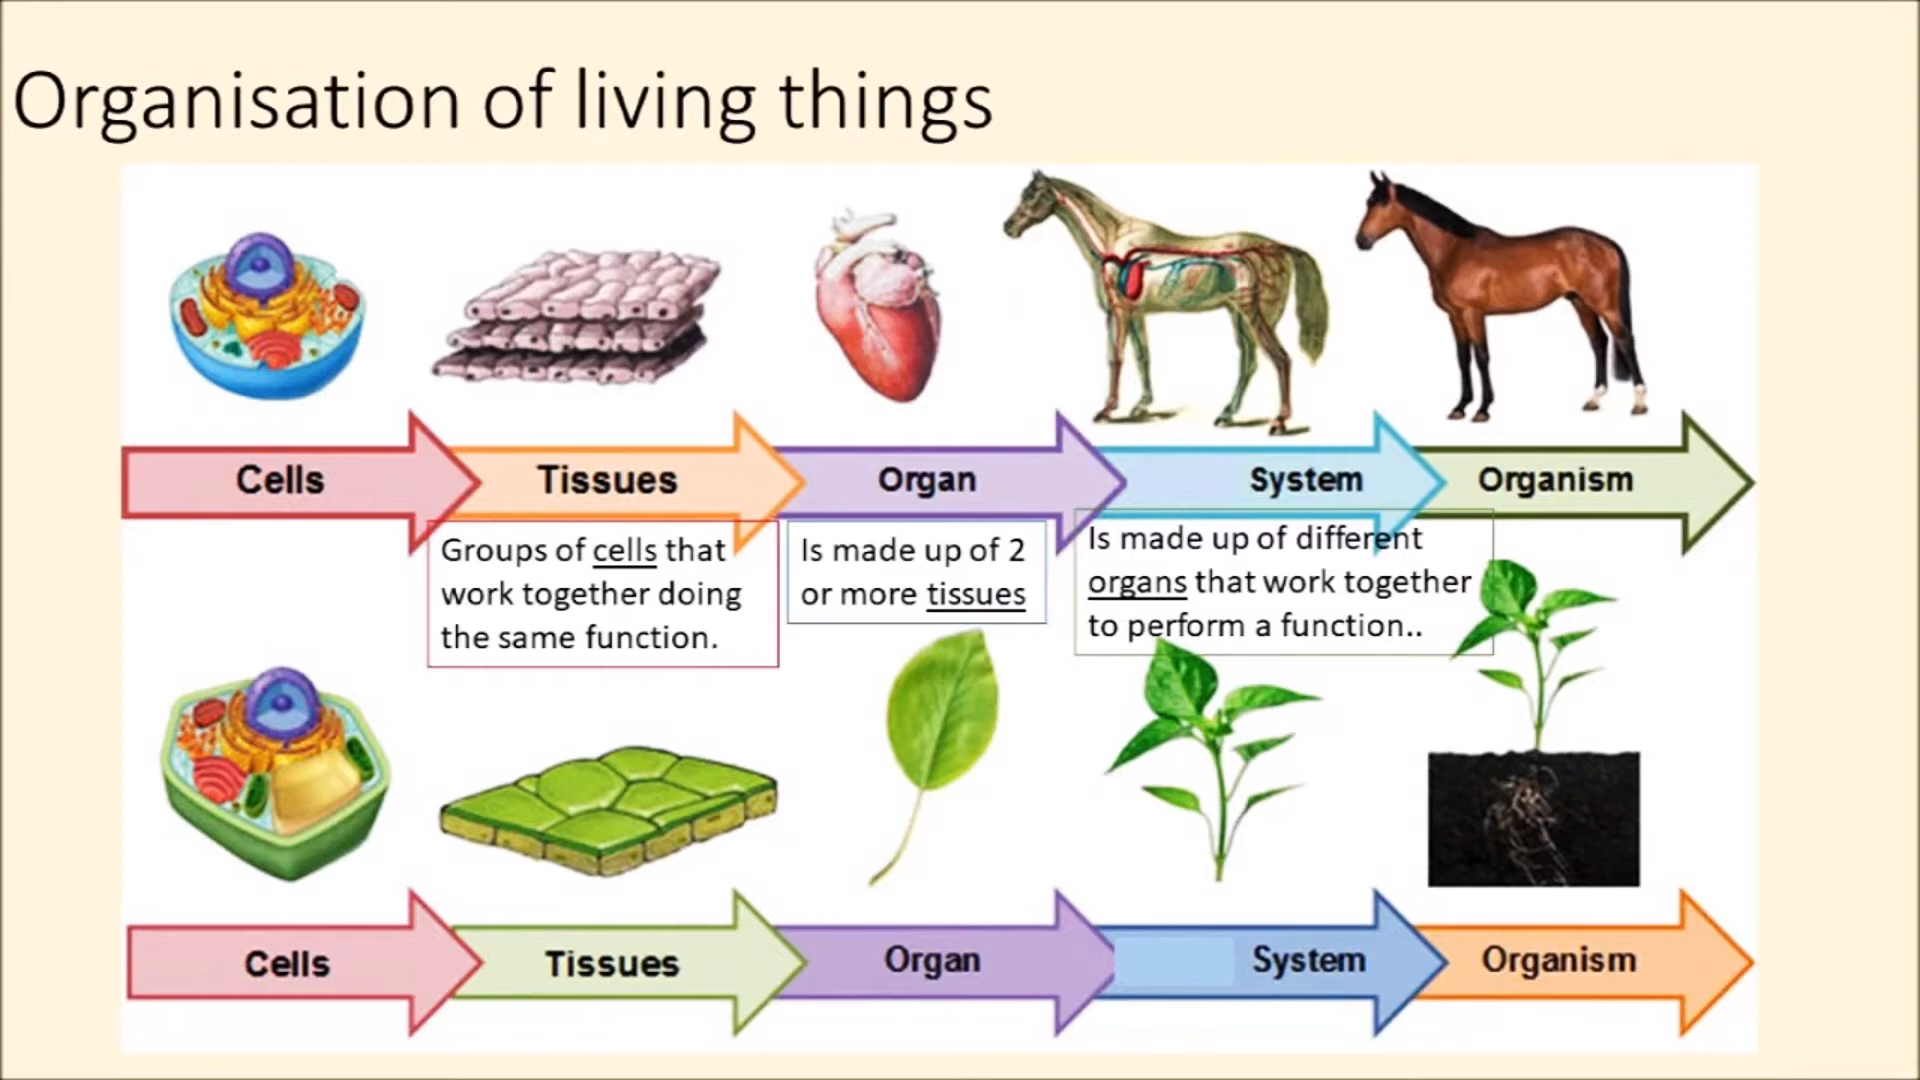 Organisation of living things
Cells
Tissues
Organ
System
Organism
Groups of cells that
work together doing
the same function.
Is made up of 2
or more tissues
Is made up of different
organs that work together
to perform a function..
Cells
Tissues
Organ
System
Organism